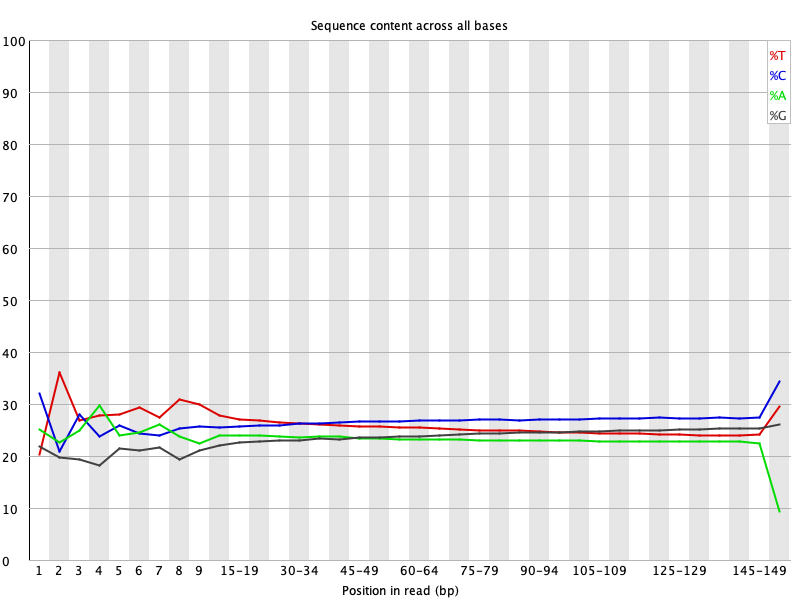 Sequence content across all bases
100
90
80
70
60
50
40
30
20
10
0
%T
%C
%A
%G
1 2 3 4 5 6 7 8 9 15-19 30-34 45-49 60-64 75-79 90-94 105-109 125-129 145-149
Position in read (bp)